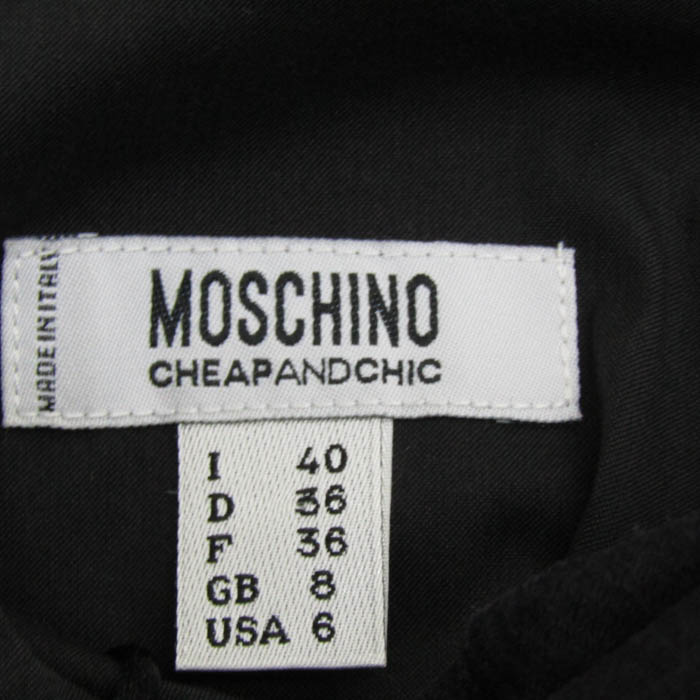 MADE IN ITALY
MOSCHINO
CHEAPANDCHIC
I 40
D 36
F 36
GB 8
USA 6